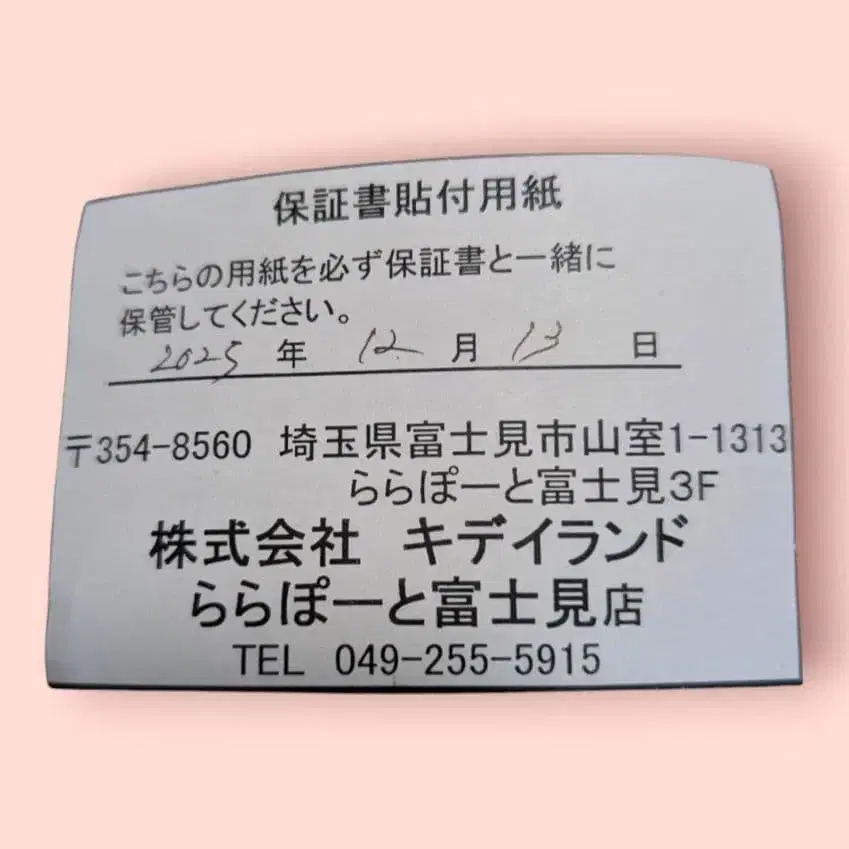 保証書貼付用紙
こちらの用紙を必ず保証書と一緒に
保管してください。
2025 年 12 月 13 日
〒354-8560 埼玉県富士見市山室1-1313
ららぽーと富士見3F
株式会社 キデイランド
ららぽーと富士見店
TEL 049-255-5915